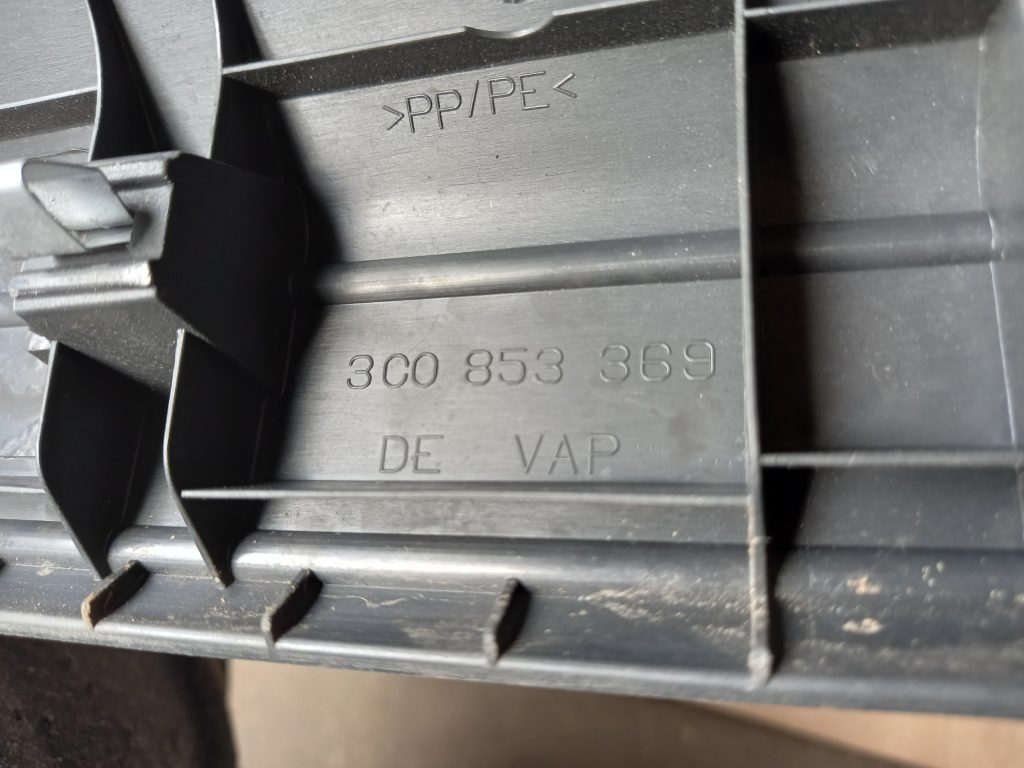 >PP/PE<
3C0 853 369
DE VAP